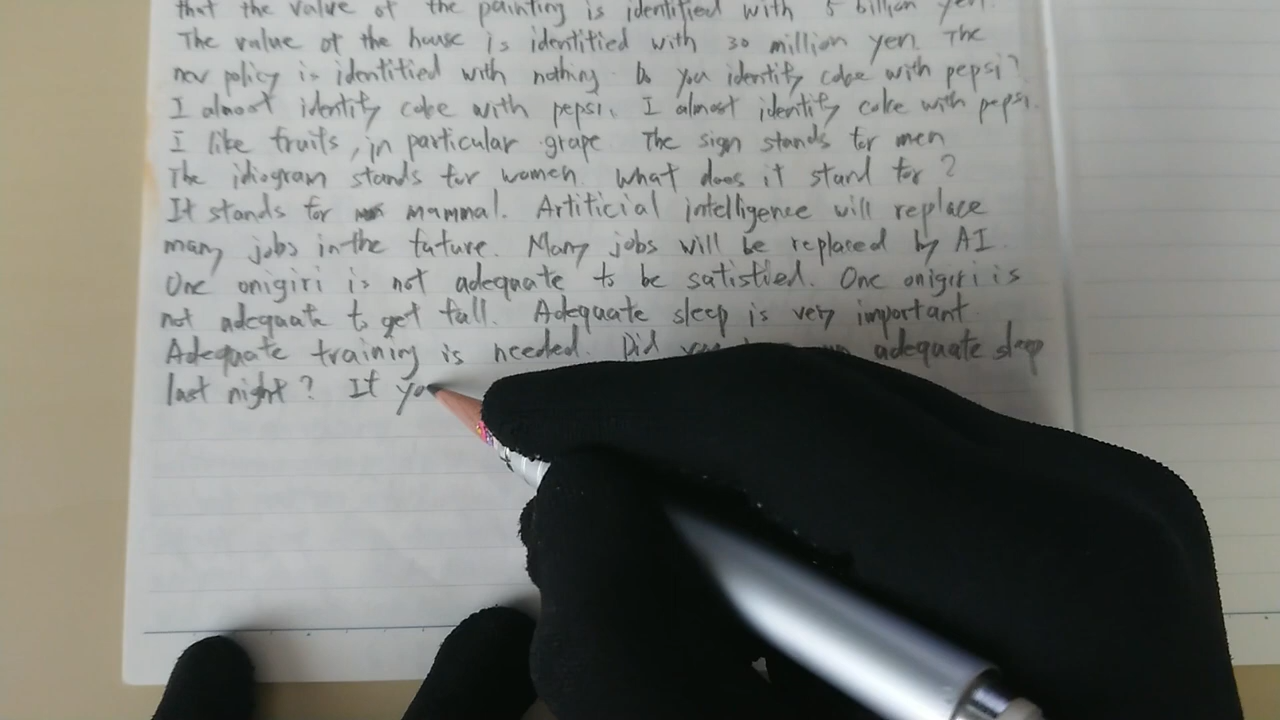 that the value of the painting is identified with 5 billion yen.
The value of the house is identified with 30 million yen. The
new policy is identified with nothing. Do you identify coke with pepsi?
I almost identify coke with pepsi. I almost identify coke with pepsi.
I like fruits, in particular grape. The sign stands for men
The idiogram stands for women. What does it stand for?
It stands for mammal. Artificial intelligence will replace
many jobs in the future. Many jobs will be replaced by AI.
One onigiri is not adequate to be satisfied. One onigiri is
not adequate to get full. Adequate sleep is very important.
Adequate training is needed. Did adequate sleep
last night? If yo